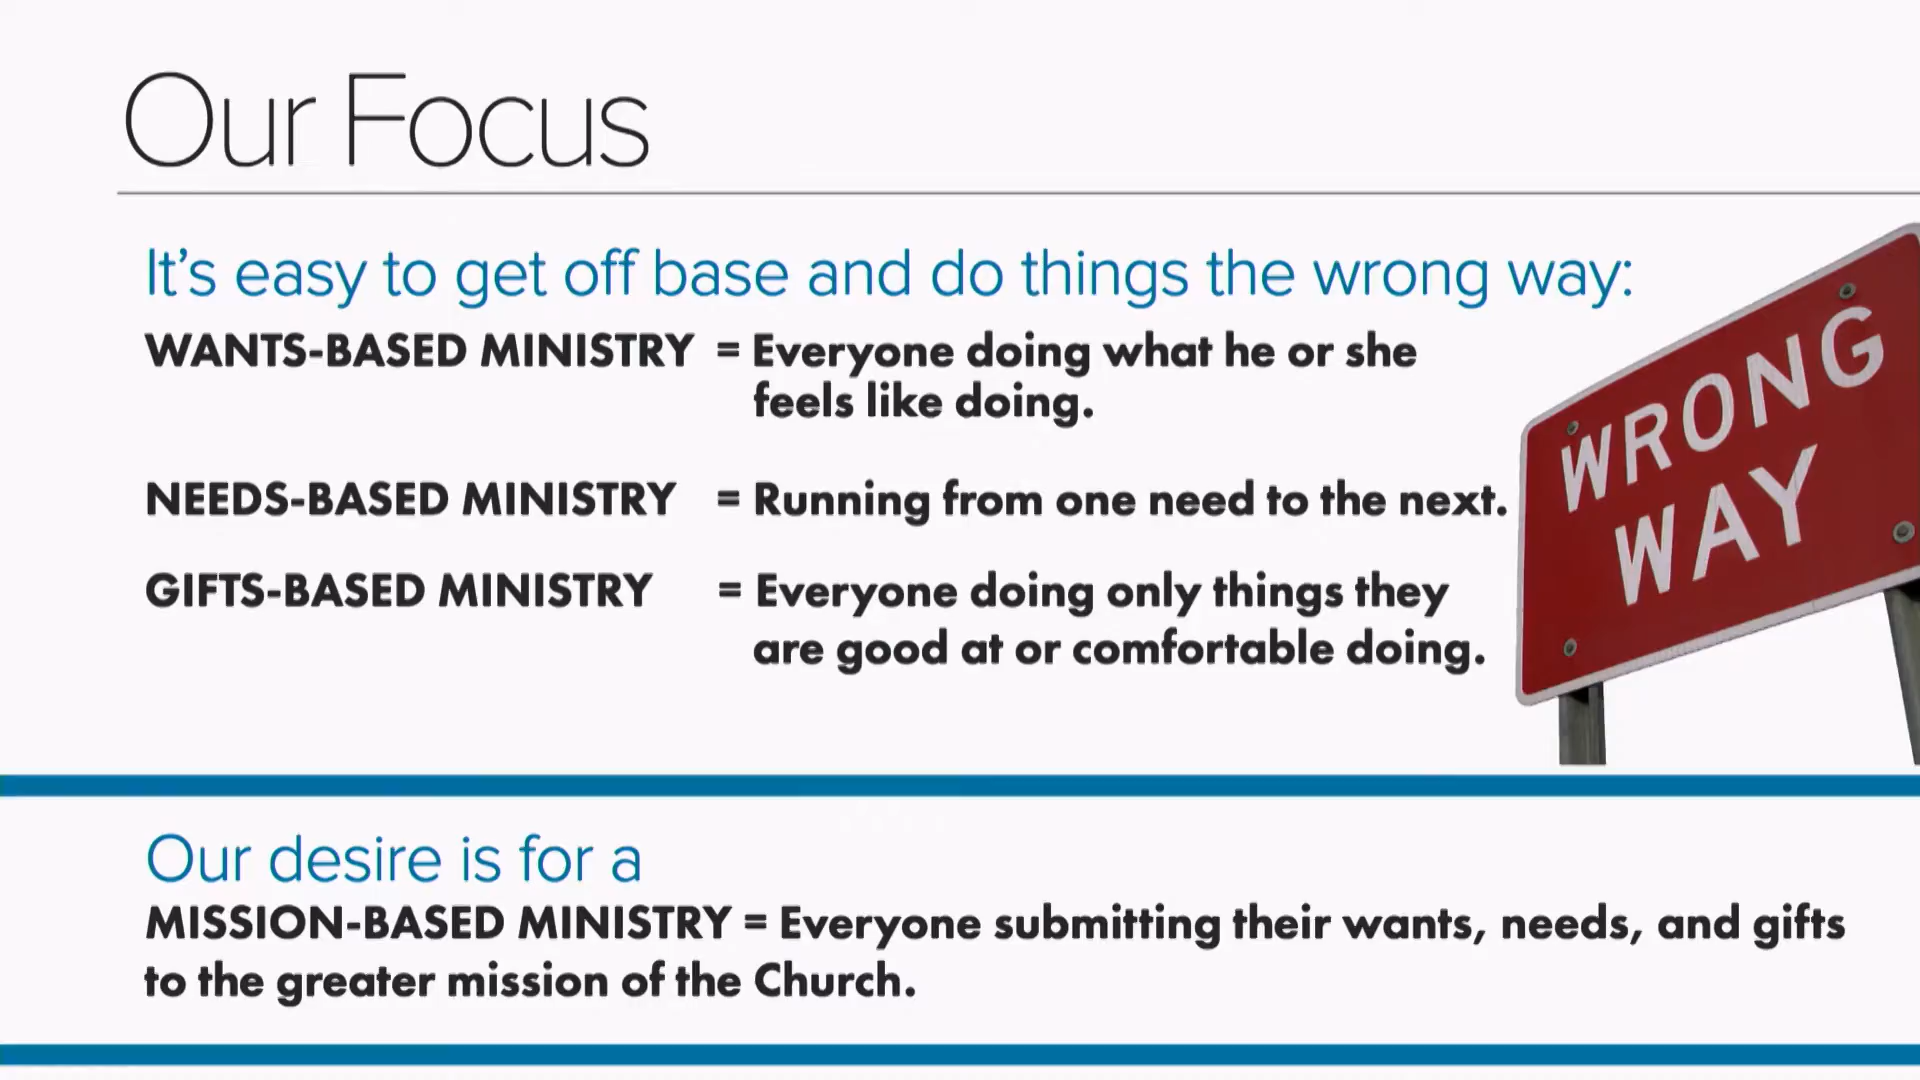 Our Focus
It's easy to get off base and do things the wrong way:
WANTS-BASED MINISTRY = Everyone doing what he or she
feels like doing.
NEEDS-BASED MINISTRY = Running from one need to the next.
GIFTS-BASED MINISTRY = Everyone doing only things they
are good at or comfortable doing.
WRONG
WAY
Our desire is for a
MISSION-BASED MINISTRY = Everyone submitting their wants, needs, and gifts
to the greater mission of the Church.